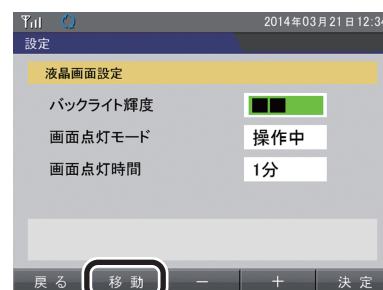 2014年03月21日12:34
設定
液晶画面設定
バックライト輝度
画面点灯モード 操作中
画面点灯時間 1分
戻る 移動 － ＋ 決定